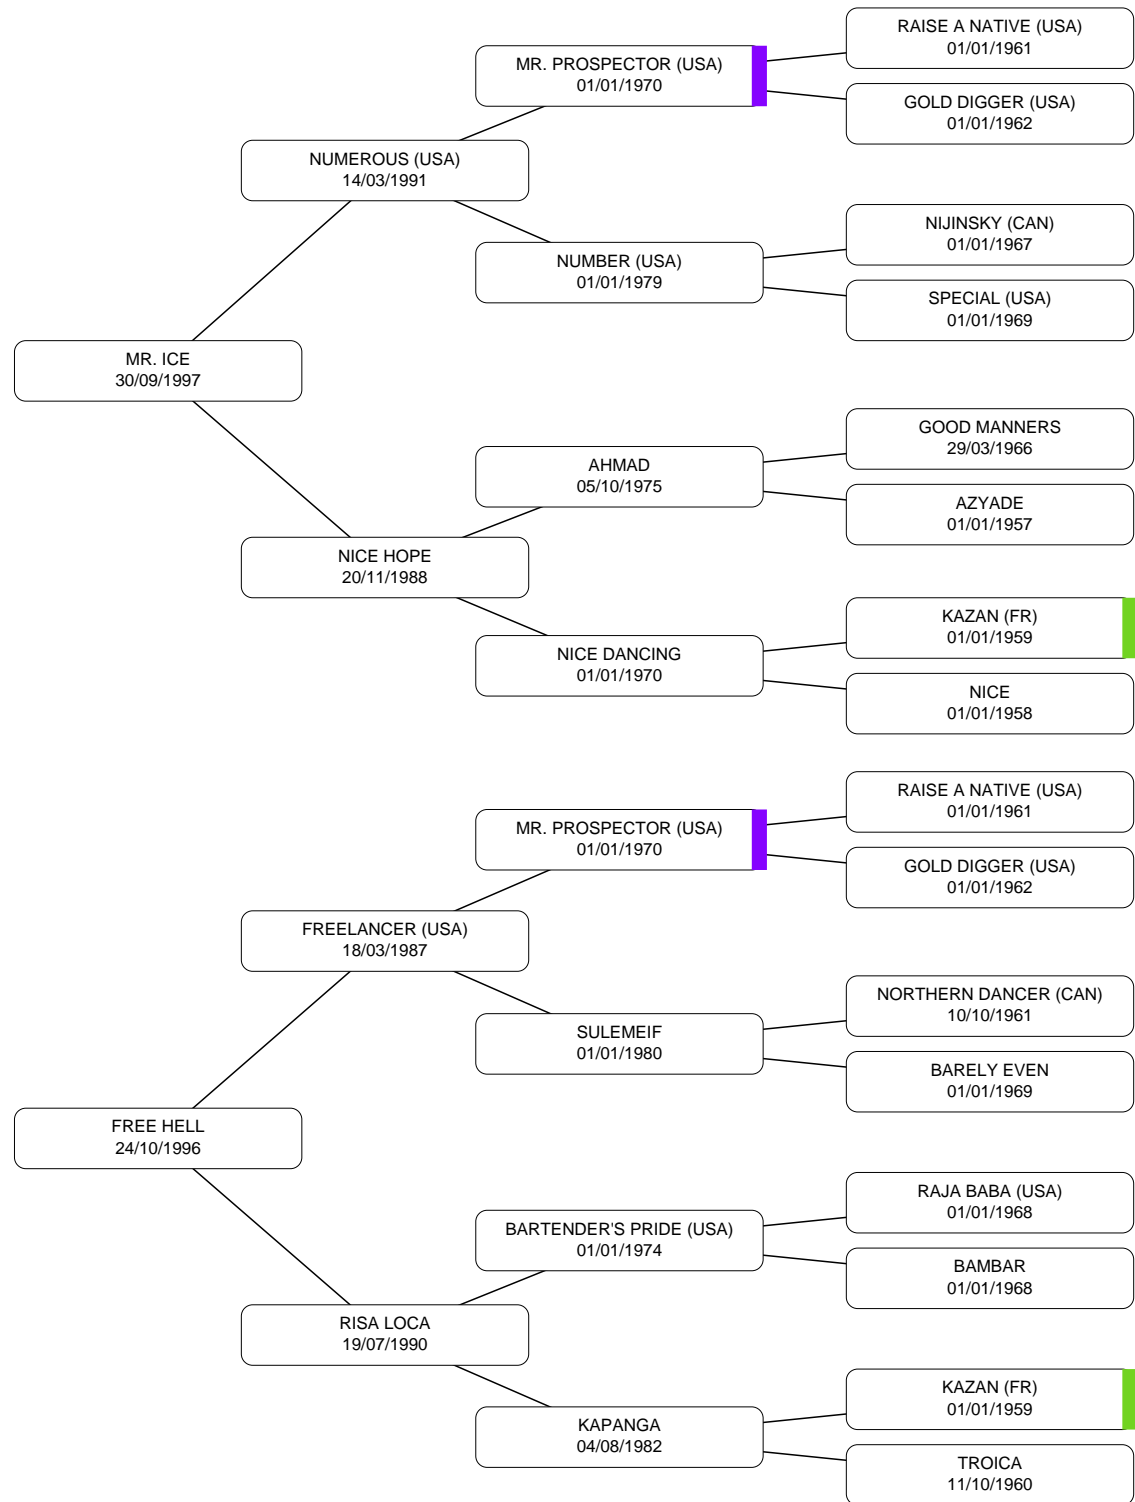 RAISE A NATIVE (USA)
01/01/1961
MR. PROSPECTOR (USA)
01/01/1970
GOLD DIGGER (USA)
01/01/1962
NUMEROUS (USA)
14/03/1991
NIJINSKY (CAN)
01/01/1967
NUMBER (USA)
01/01/1979
SPECIAL (USA)
01/01/1969
MR. ICE
30/09/1997
GOOD MANNERS
29/03/1966
AHMAD
05/10/1975
AZYADE
01/01/1957
NICE HOPE
20/11/1988
KAZAN (FR)
01/01/1959
NICE DANCING
01/01/1970
NICE
01/01/1958
RAISE A NATIVE (USA)
01/01/1961
MR. PROSPECTOR (USA)
01/01/1970
GOLD DIGGER (USA)
01/01/1962
FREELANCER (USA)
18/03/1987
NORTHERN DANCER (CAN)
10/10/1961
SULEMEIF
01/01/1980
BARELY EVEN
01/01/1969
FREE HELL
24/10/1996
RAJA BABA (USA)
01/01/1968
BARTENDER'S PRIDE (USA)
01/01/1974
BAMBAR
01/01/1968
RISA LOCA
19/07/1990
KAZAN (FR)
01/01/1959
KAPANGA
04/08/1982
TROICA
11/10/1960